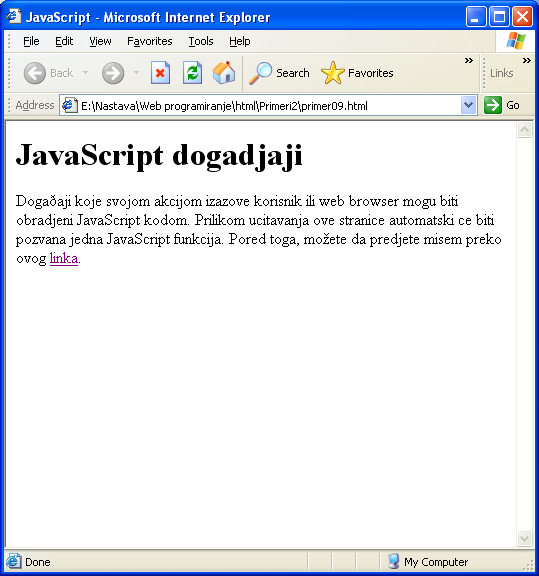 JavaScript - Microsoft Internet Explorer
File Edit View Favorites Tools Help
Back Search Favorites » Links »
Address E:\Nastava\Web programiranje\html\Primeri2\primer09.html Go
JavaScript dogadjaji
Događaji koje svojom akcijom izazove korisnik ili web browser mogu biti
obradjeni JavaScript kodom. Prilikom ucitavanja ove stranice automatski ce biti
pozvana jedna JavaScript funkcija. Pored toga, možete da predjete misem preko
ovog linka.
Done My Computer